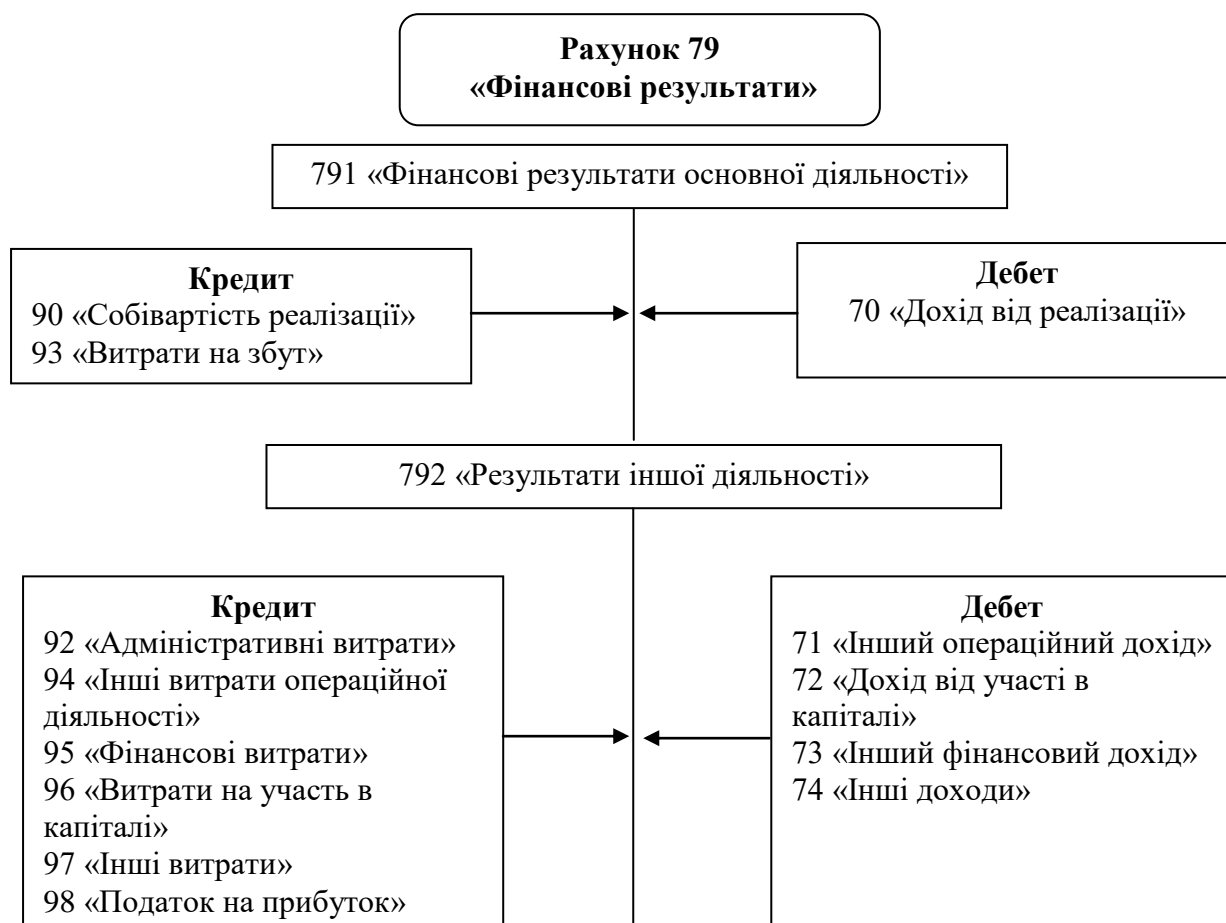 Рахунок 79
«Фінансові результати»
791 «Фінансові результати основної діяльності»
Кредит
90 «Собівартість реалізації»
93 «Витрати на збут»
Дебет
70 «Дохід від реалізації»
792 «Результати іншої діяльності»
Кредит
92 «Адміністративні витрати»
94 «Інші витрати операційної
діяльності»
95 «Фінансові витрати»
96 «Витрати на участь в
капіталі»
97 «Інші витрати»
98 «Податок на прибуток»
Дебет
71 «Інший операційний дохід»
72 «Дохід від участі в
капіталі»
73 «Інший фінансовий дохід»
74 «Інші доходи»